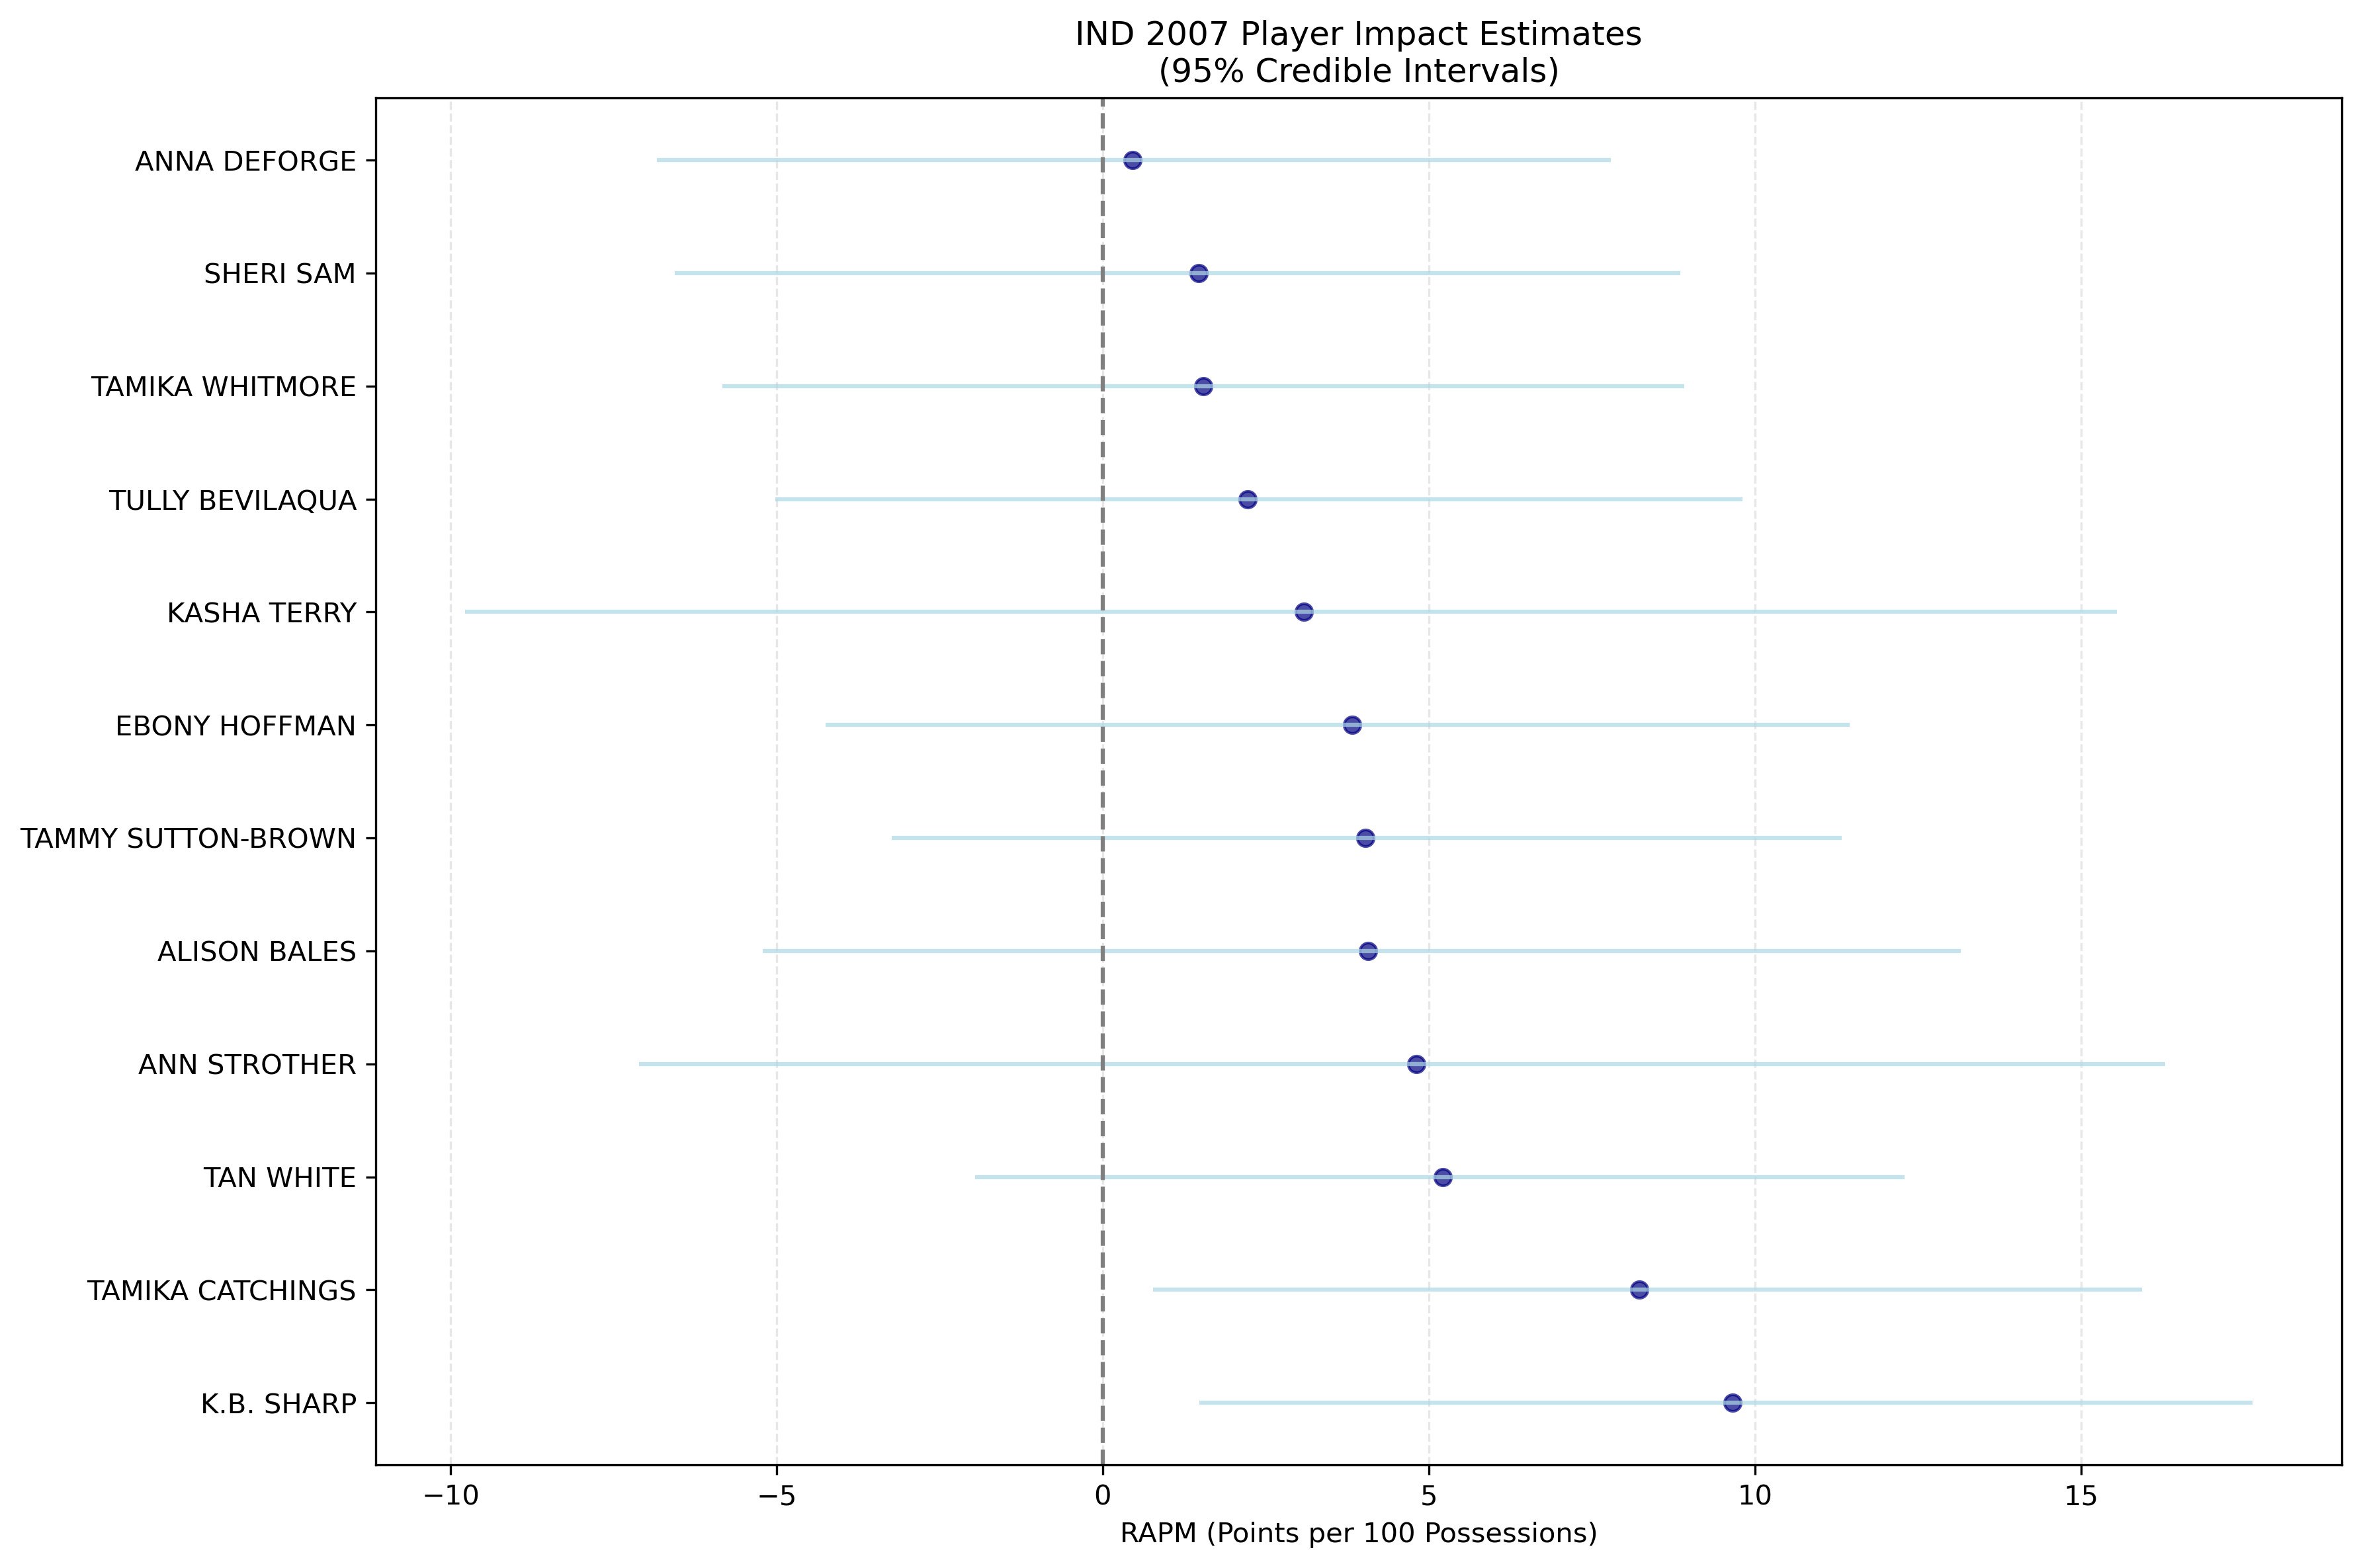 IND 2007 Player Impact Estimates
(95% Credible Intervals)
ANNA DEFORGE
SHERI SAM
TAMIKA WHITMORE
TULLY BEVILAQUA
KASHA TERRY
EBONY HOFFMAN
TAMMY SUTTON-BROWN
ALISON BALES
ANN STROTHER
TAN WHITE
TAMIKA CATCHINGS
K.B. SHARP
−10 −5 0 5 10 15
RAPM (Points per 100 Possessions)